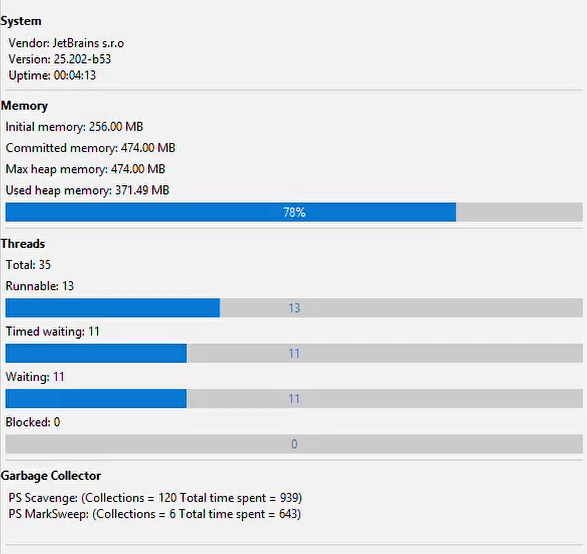 System
Vendor: JetBrains s.r.o
Version: 25.202-b53
Uptime: 00:04:13
Memory
Initial memory: 256.00 MB
Committed memory: 474.00 MB
Max heap memory: 474.00 MB
Used heap memory: 371.49 MB
78%
Threads
Total: 35
Runnable: 13
13
Timed waiting: 11
11
Waiting: 11
11
Blocked: 0
0
Garbage Collector
PS Scavenge: (Collections = 120 Total time spent = 939)
PS MarkSweep: (Collections = 6 Total time spent = 643)